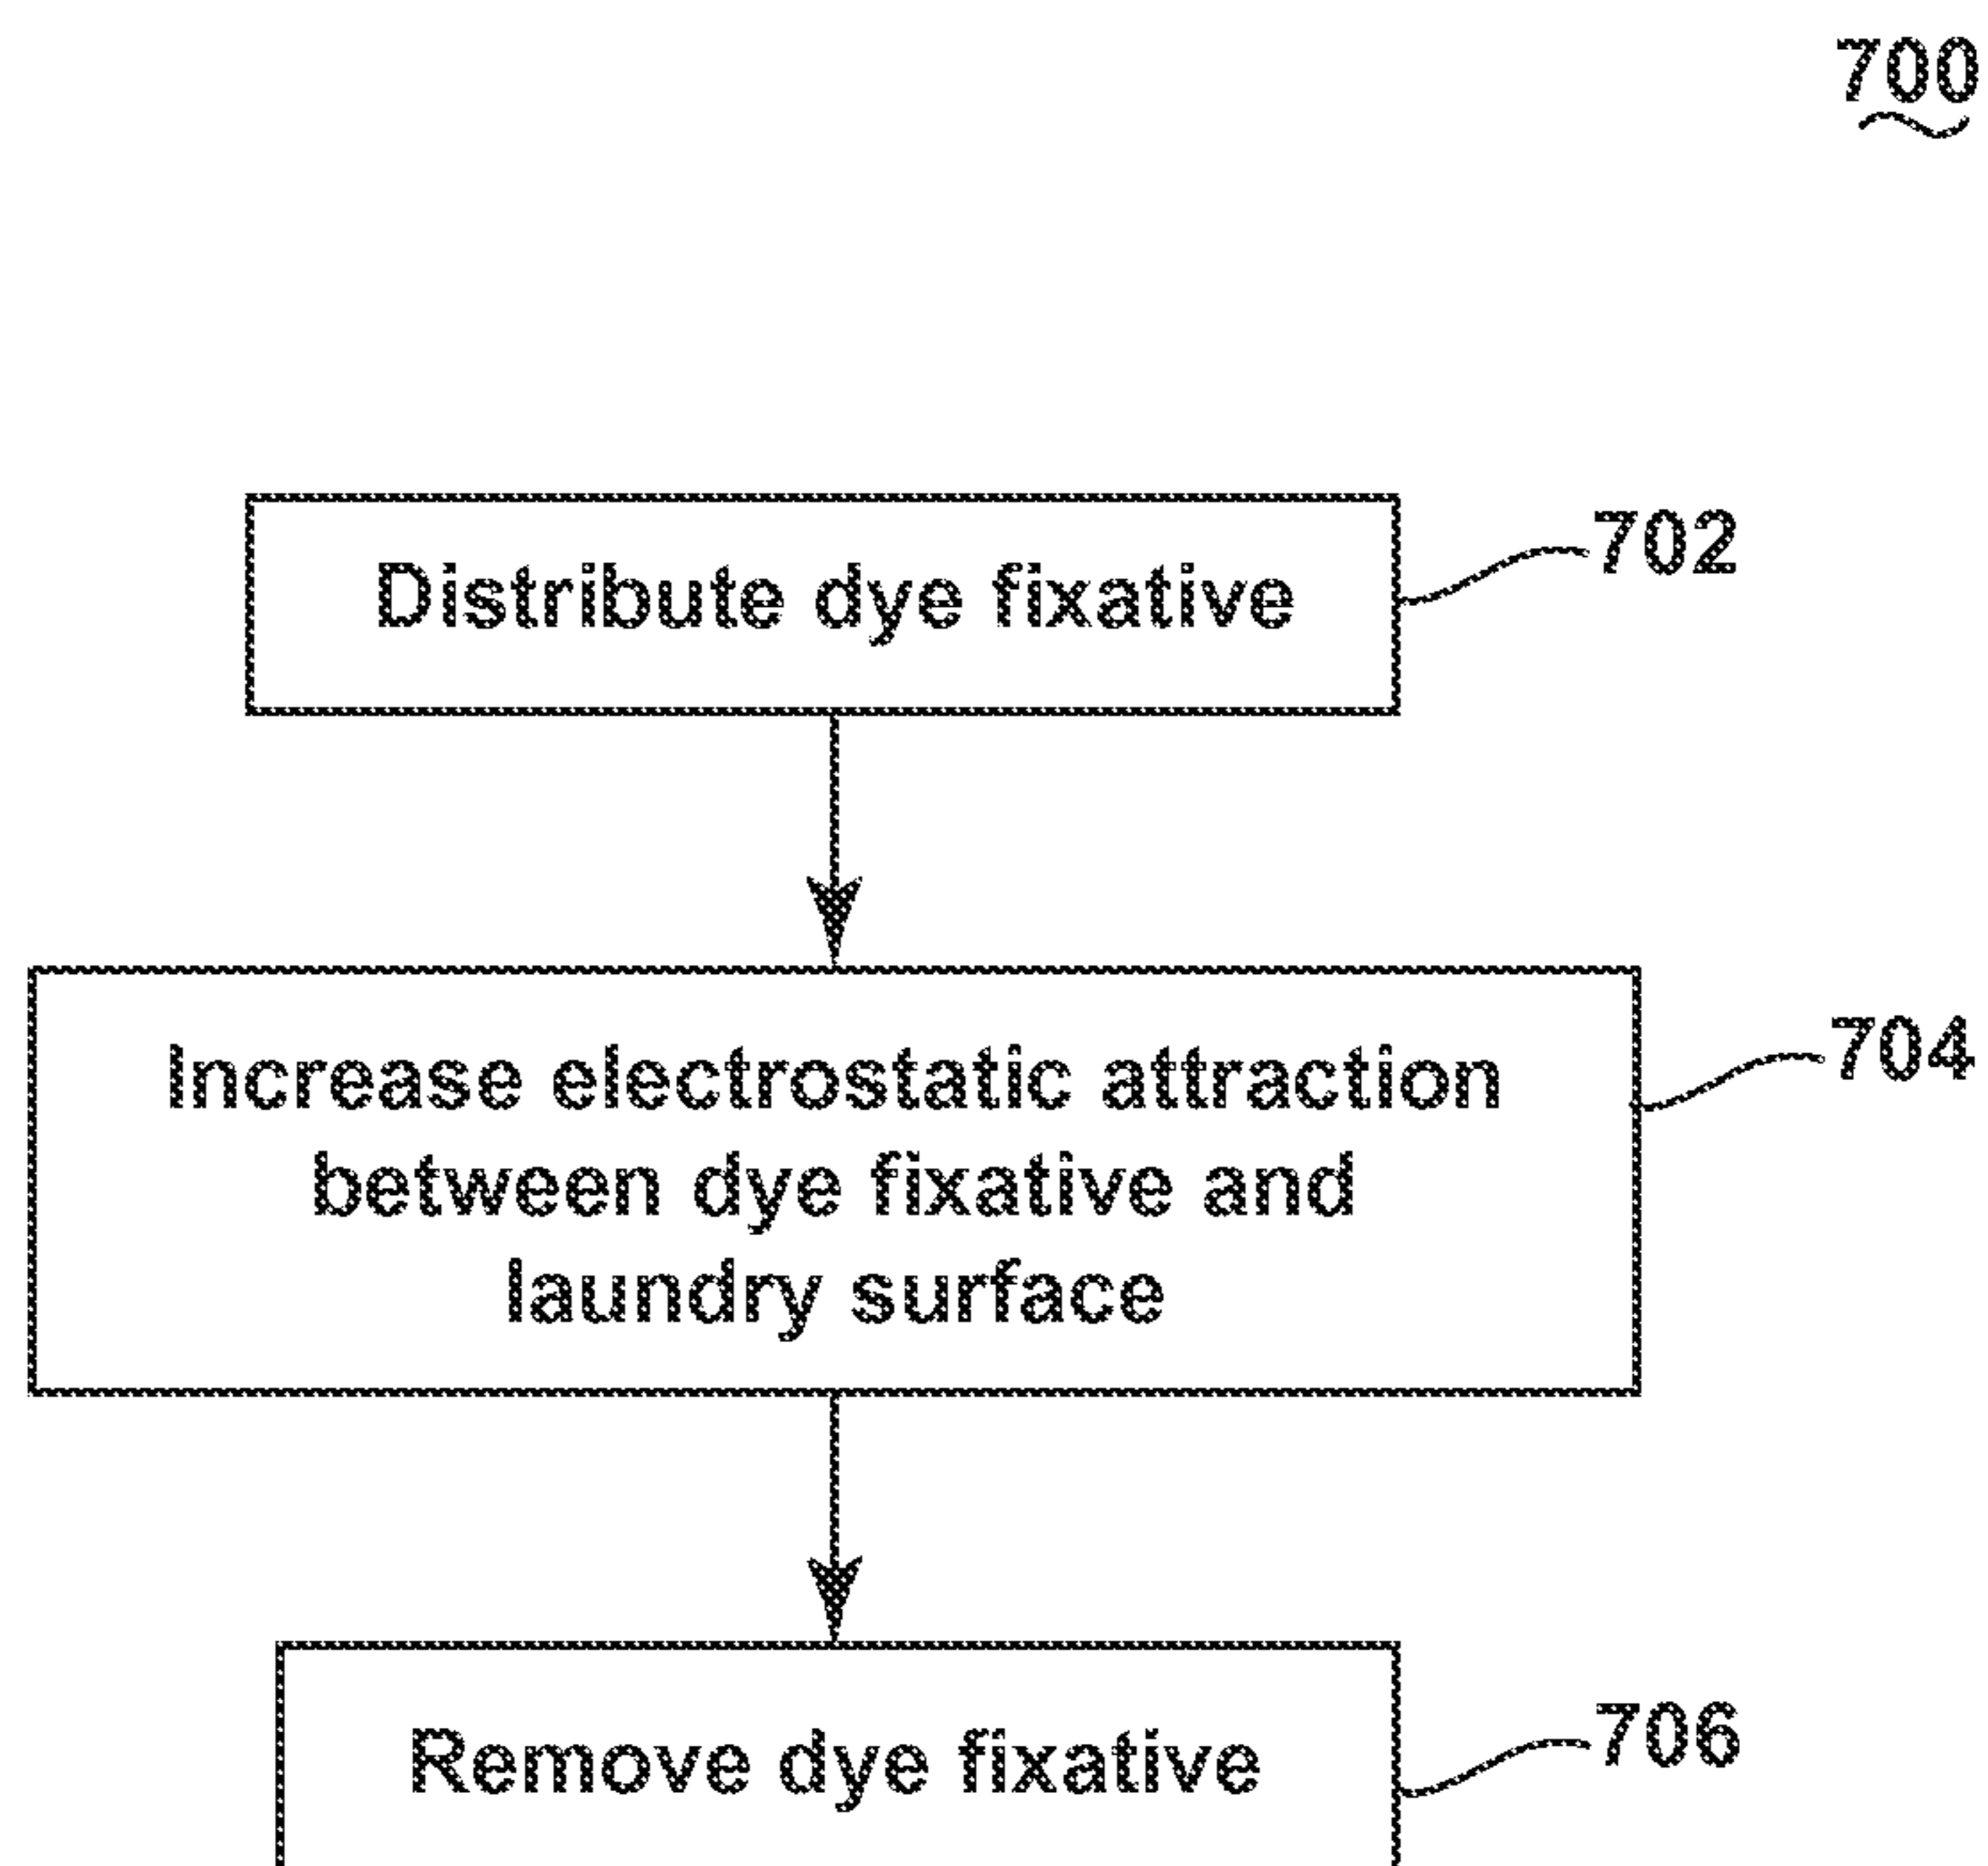 700
Distribute dye fixative
702
Increase electrostatic attraction
between dye fixative and
laundry surface
704
Remove dye fixative
706